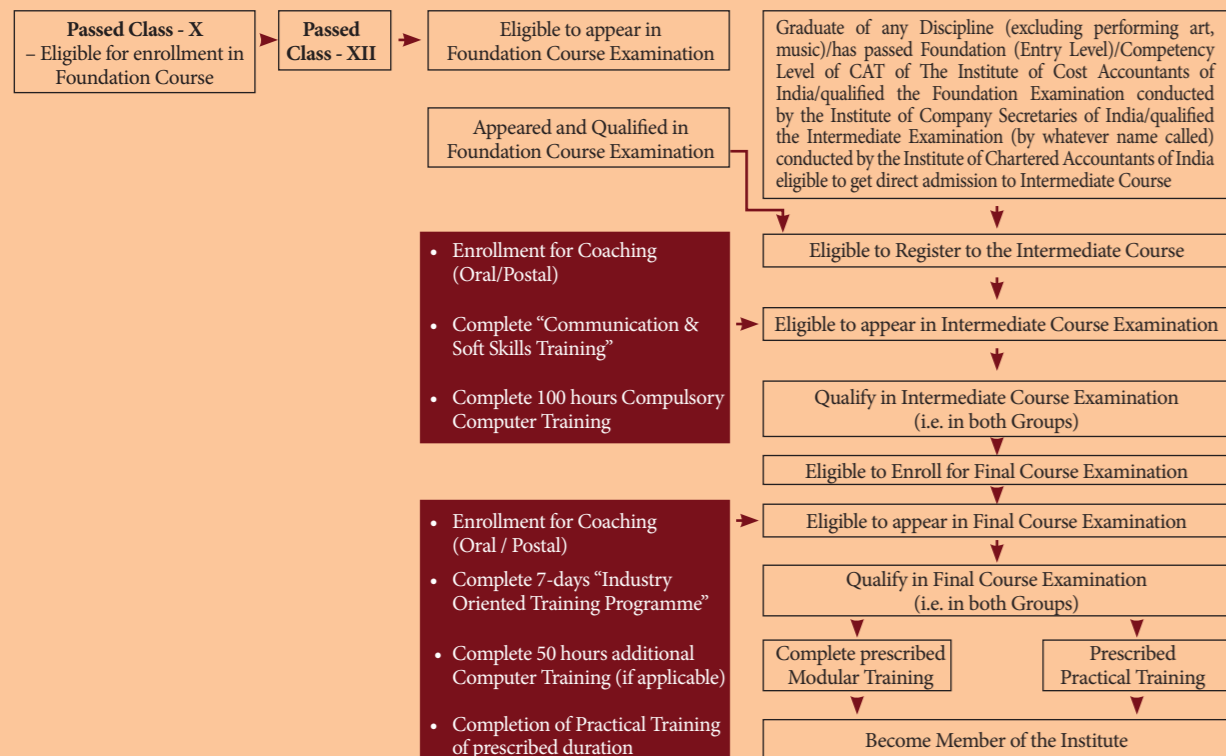 Passed Class - X
– Eligible for enrollment in
Foundation Course
Passed
Class - XII
Eligible to appear in
Foundation Course Examination
Appeared and Qualified in
Foundation Course Examination
Graduate of any Discipline (excluding performing art,
music)/has passed Foundation (Entry Level)/Competency
Level of CAT of The Institute of Cost Accountants of
India/qualified the Foundation Examination conducted
by the Institute of Company Secretaries of India/qualified
the Intermediate Examination (by whatever name called)
conducted by the Institute of Chartered Accountants of India
eligible to get direct admission to Intermediate Course
Eligible to Register to the Intermediate Course
• Enrollment for Coaching
(Oral/Postal)
• Complete “Communication &
Soft Skills Training”
• Complete 100 hours Compulsory
Computer Training
Eligible to appear in Intermediate Course Examination
Qualify in Intermediate Course Examination
(i.e. in both Groups)
Eligible to Enroll for Final Course Examination
• Enrollment for Coaching
(Oral / Postal)
• Complete 7-days “Industry
Oriented Training Programme”
• Complete 50 hours additional
Computer Training (if applicable)
• Completion of Practical Training
of prescribed duration
Eligible to appear in Final Course Examination
Qualify in Final Course Examination
(i.e. in both Groups)
Complete prescribed
Modular Training
Prescribed
Practical Training
Become Member of the Institute